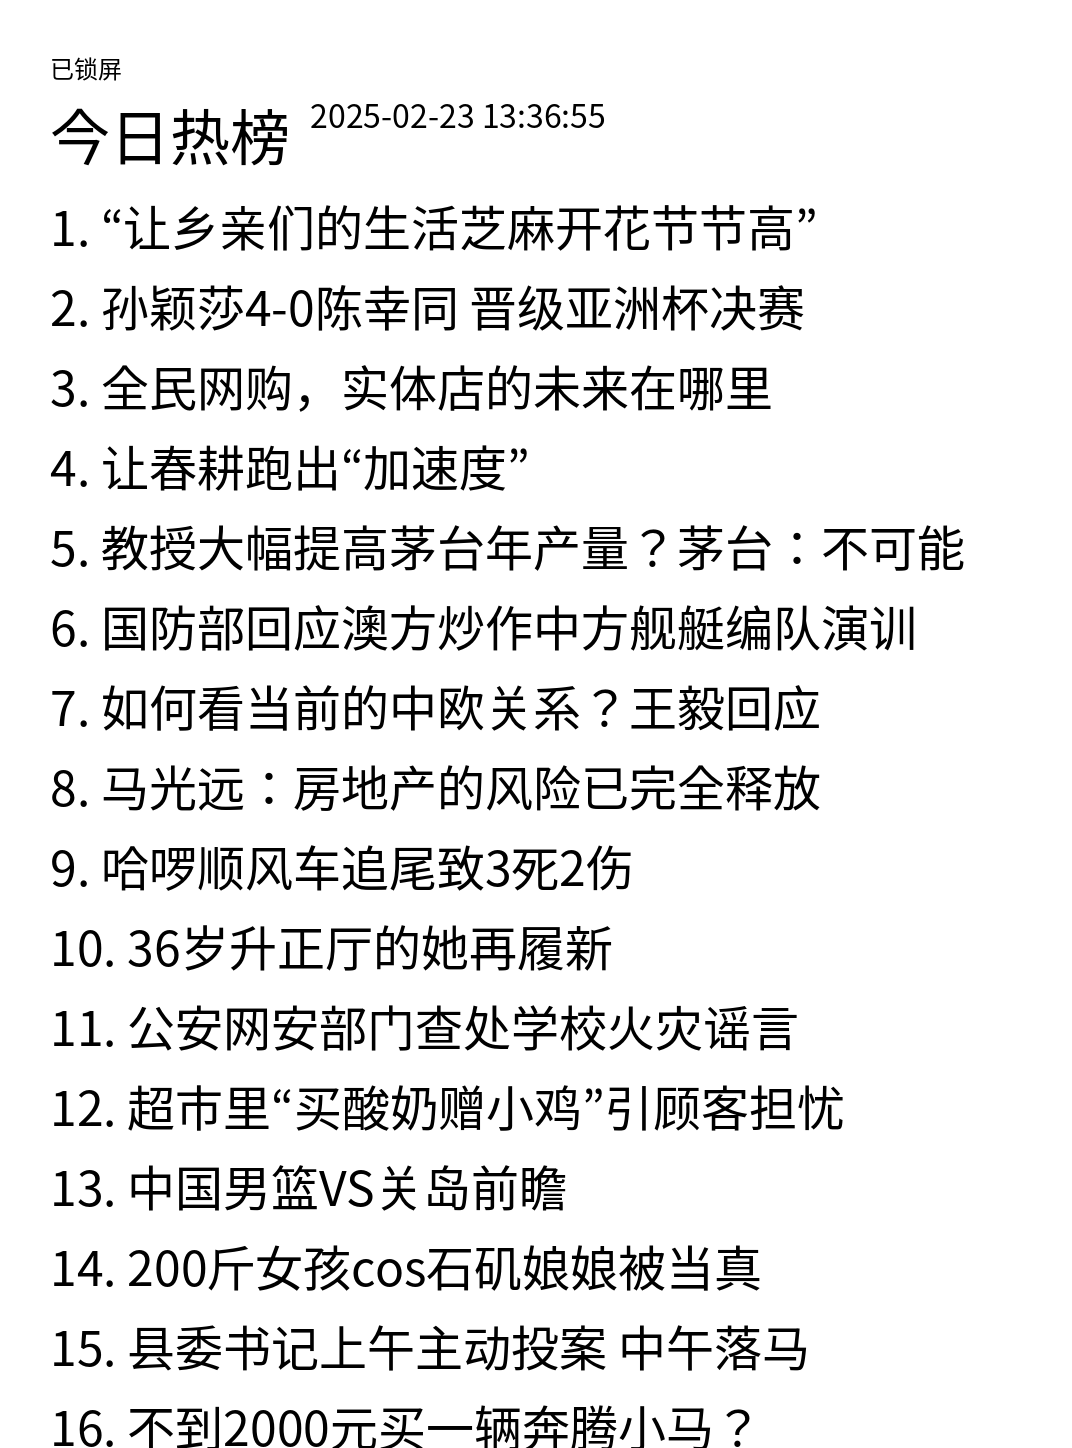 已锁屏
今日热榜 2025-02-23 13:36:55
1. “让乡亲们的生活芝麻开花节节高”
2. 孙颖莎4-0陈幸同 晋级亚洲杯决赛
3. 全民网购，实体店的未来在哪里
4. 让春耕跑出“加速度”
5. 教授大幅提高茅台年产量？茅台：不可能
6. 国防部回应澳方炒作中方舰艇编队演训
7. 如何看当前的中欧关系？王毅回应
8. 马光远：房地产的风险已完全释放
9. 哈啰顺风车追尾致3死2伤
10. 36岁升正厅的她再履新
11. 公安网安部门查处学校火灾谣言
12. 超市里“买酸奶赠小鸡”引顾客担忧
13. 中国男篮VS关岛前瞻
14. 200斤女孩cos石矶娘娘被当真
15. 县委书记上午主动投案 中午落马
16. 不到2000元买一辆奔腾小马？